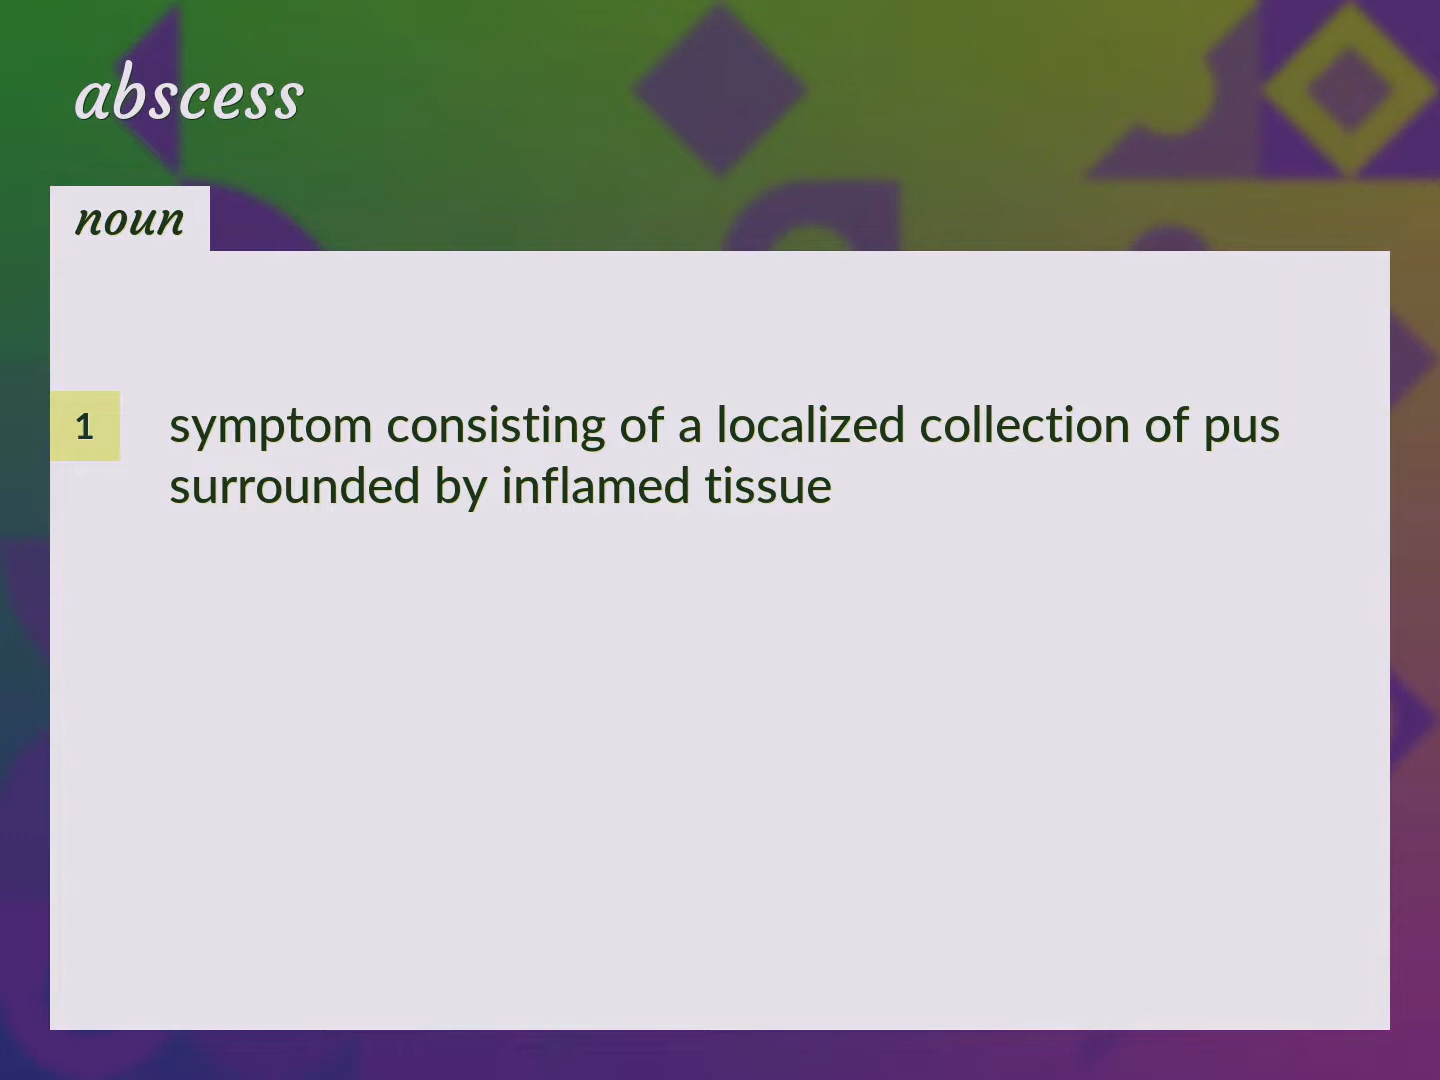 abscess
noun
1
symptom consisting of a localized collection of pus
surrounded by inflamed tissue